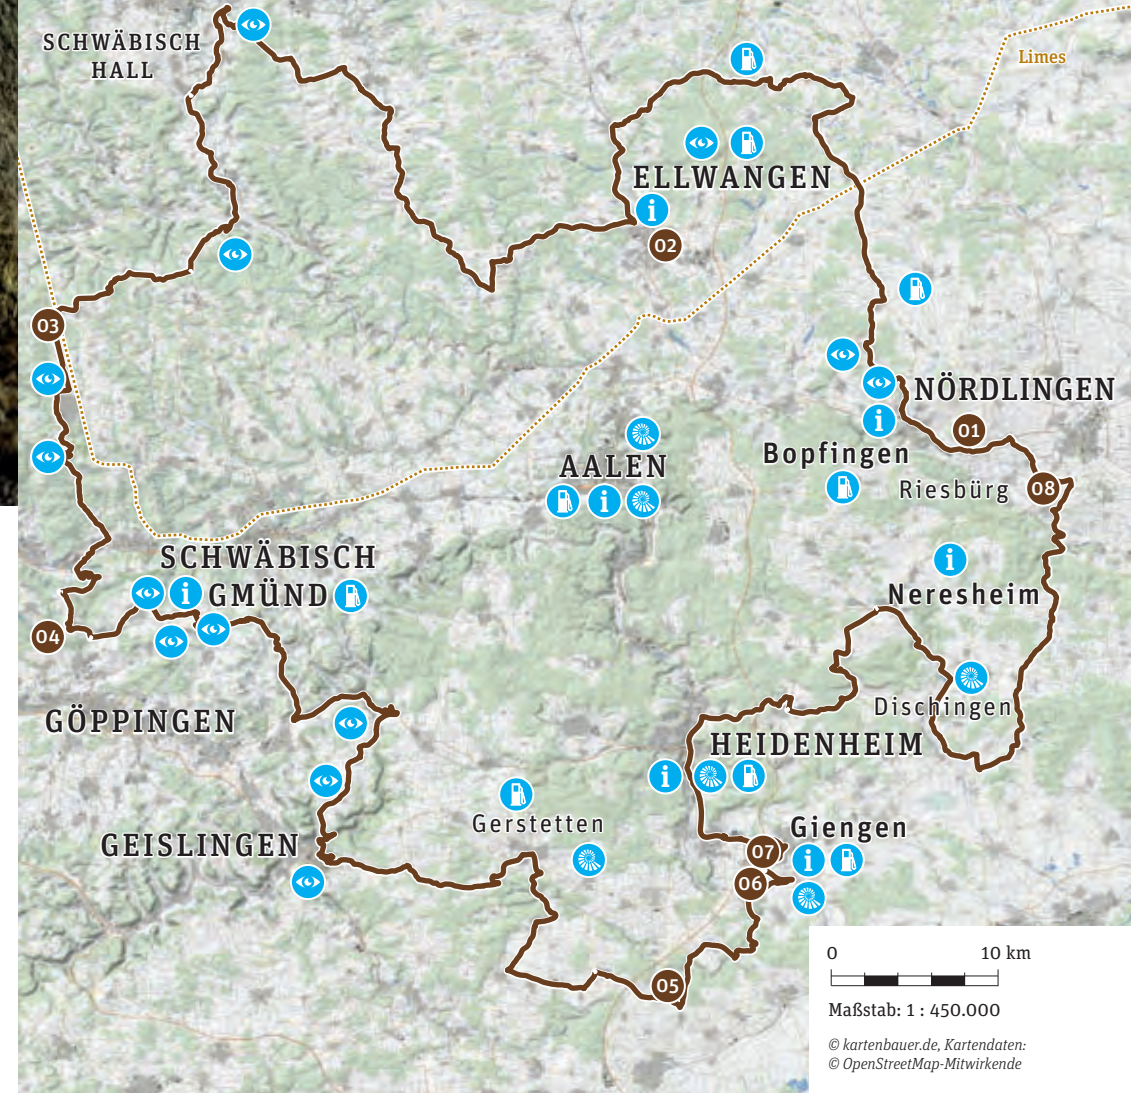 SCHWÄBISCH
HALL
Limes
ELLWANGEN
i
02
03
NÖRDLINGEN
i
01
Bopfingen
AALEN
i
Riesbürg
08
SCHWÄBISCH
GMÜND
i
i
Neresheim
04
Dischingen
GÖPPINGEN
HEIDENHEIM
i
Gerstetten
Giengen
GEISLINGEN
07
i
06
05
0 10 km
Maßstab: 1 : 450.000
© kartenbauer.de, Kartendaten:
© OpenStreetMap-Mitwirkende